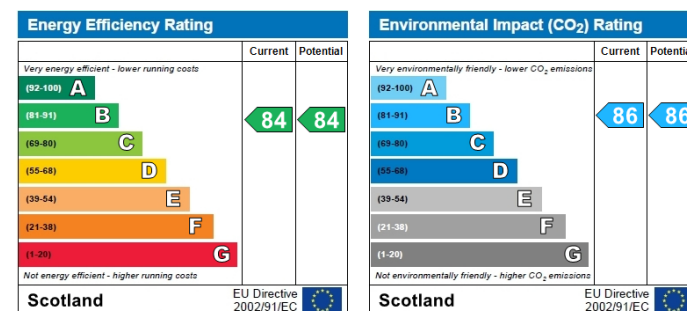 Energy Efficiency Rating
Current Potential
Very energy efficient - lower running costs
(92-100) A
(81-91) B
(69-80) C
(55-68) D
(39-54) E
(21-38) F
(1-20) G
84 84
Not energy efficient - higher running costs
Scotland
EU Directive
2002/91/EC
Environmental Impact (CO₂) Rating
Current Potentia
Very environmentally friendly - lower CO₂ emissions
(92-100) A
(81-91) B
(69-80) C
(55-68) D
(39-54) E
(21-38) F
(1-20) G
86 86
Not environmentally friendly - higher CO₂ emissions
Scotland
EU Directive
2002/91/EC